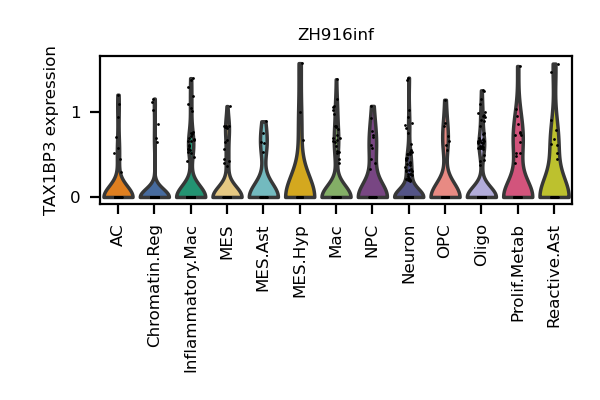 ZH916inf
TAX1BP3 expression
1
0
AC
Chromatin.Reg
Inflammatory.Mac
MES
MES.Ast
MES.Hyp
Mac
NPC
Neuron
OPC
Oligo
Prolif.Metab
Reactive.Ast